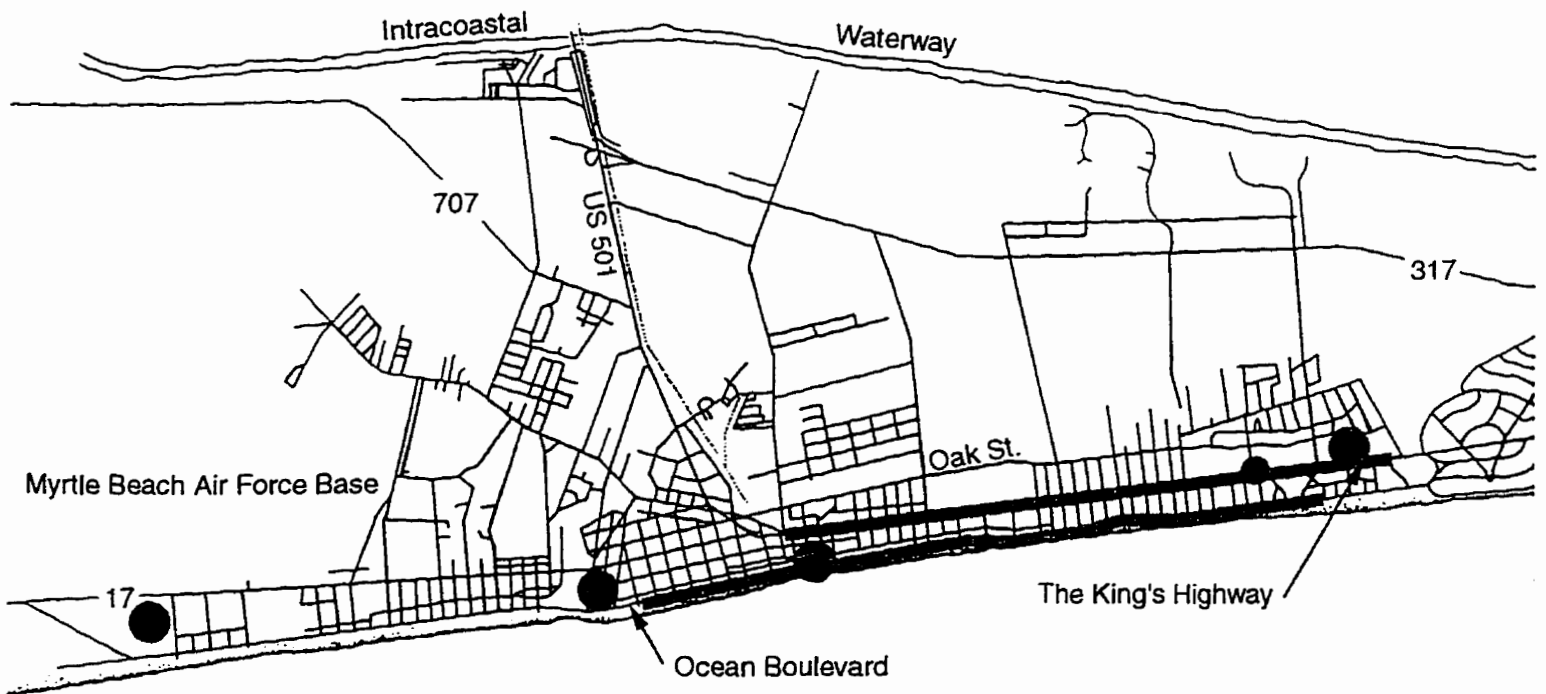 Intracoastal
Waterway
707
US 501
317
Oak St.
Myrtle Beach Air Force Base
17
The King's Highway
Ocean Boulevard